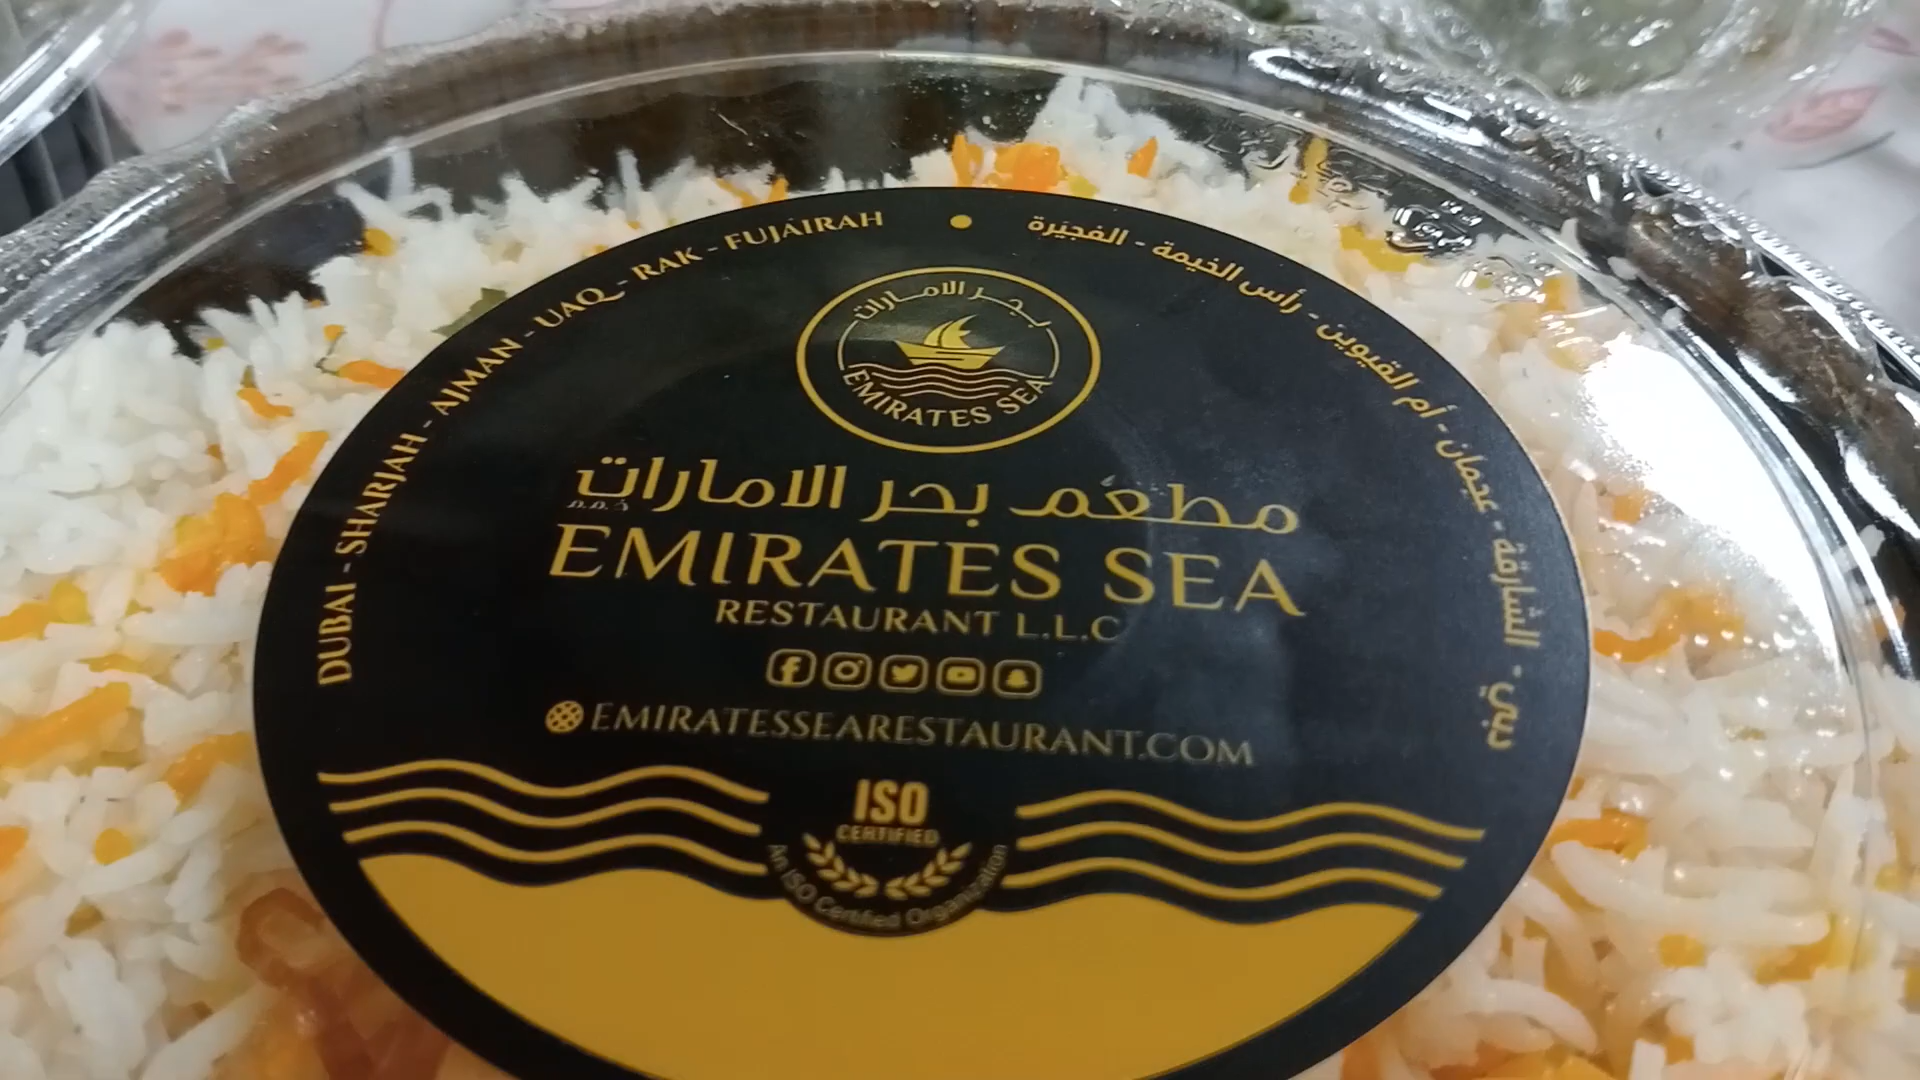 DUBAI - SHARJAH - AJMAN - UAQ - RAK - FUJAIRAH
دبي - الشارقة - عجمان - أم القيوين - رأس الخيمة - الفجيرة
بحر الامارات
EMIRATES SEA
مطعم بحر الامارات
ذ.م.م
EMIRATES SEA
RESTAURANT L.L.C
EMIRATESSEARESTAURANT.COM
ISO
CERTIFIED
An ISO Certified Organization